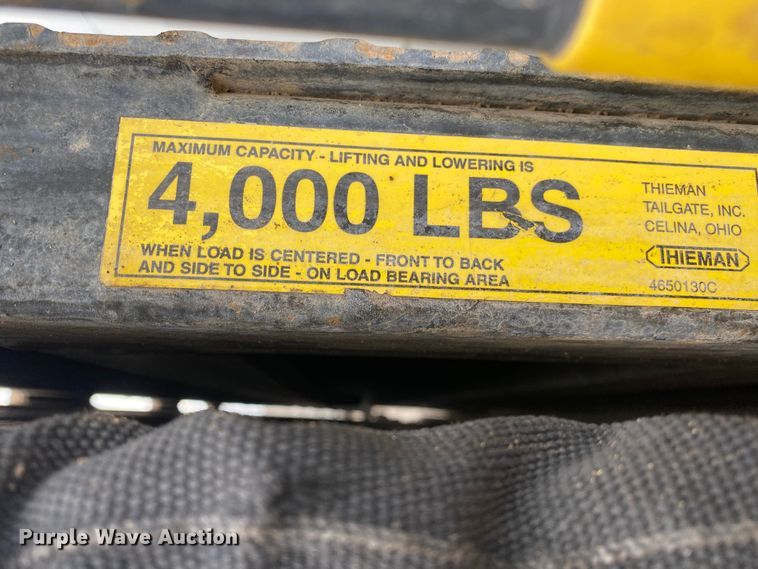 MAXIMUM CAPACITY - LIFTING AND LOWERING IS
4,000 LBS
WHEN LOAD IS CENTERED - FRONT TO BACK
AND SIDE TO SIDE - ON LOAD BEARING AREA
THIEMAN
TAILGATE, INC.
CELINA, OHIO
THIEMAN
4650130C
Purple Wave Auction